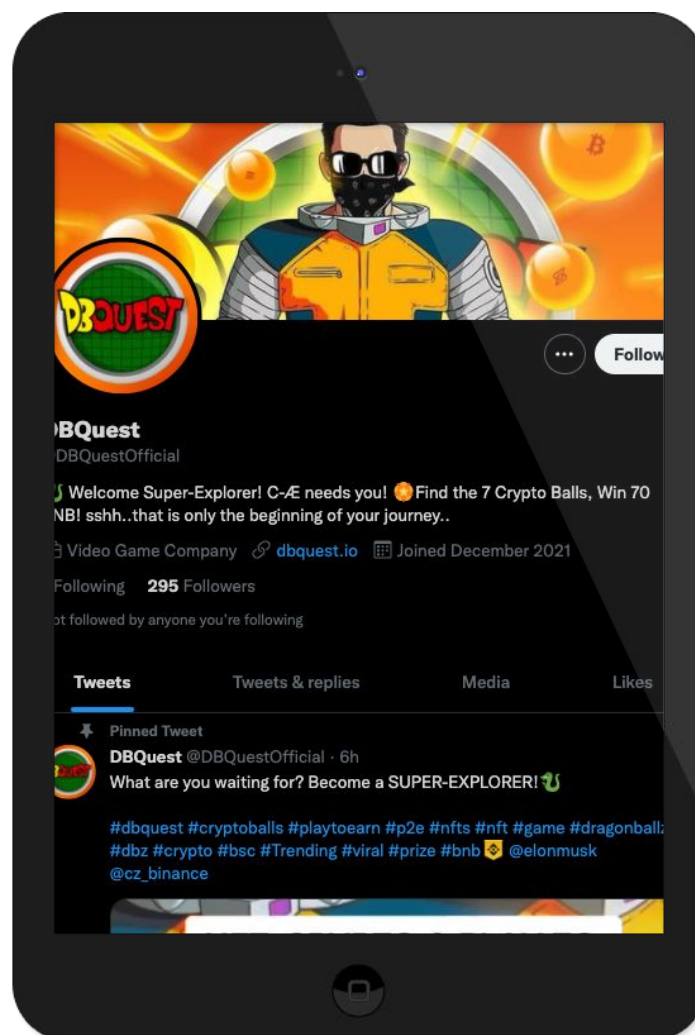 DBQUEST
Follow
BQuest
DBQuestOfficial
Welcome Super-Explorer! C-Æ needs you! Find the 7 Crypto Balls, Win 70
NB! sshh..that is only the beginning of your journey..
Video Game Company dbquest.io Joined December 2021
Following 295 Followers
ot followed by anyone you're following
Tweets Tweets & replies Media Likes
Pinned Tweet
DBQuest @DBQuestOfficial · 6h
What are you waiting for? Become a SUPER-EXPLORER!
#dbquest #cryptoballs #playtoearn #p2e #nfts #nft #game #dragonballz
#dbz #crypto #bsc #Trending #viral #prize #bnb @elonmusk
@cz_binance